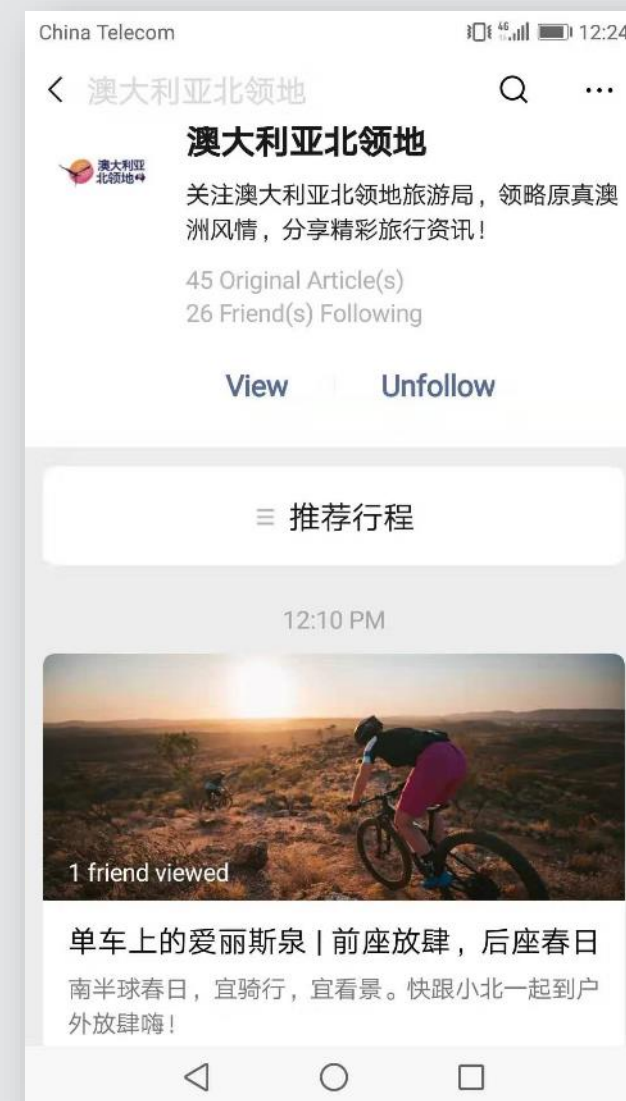 China Telecom
46
12:24
澳大利亚北领地
澳大利亚北领地
澳大利亚
北领地
关注澳大利亚北领地旅游局，领略原真澳
洲风情，分享精彩旅行资讯！
45 Original Article(s)
26 Friend(s) Following
View
Unfollow
推荐行程
12:10 PM
1 friend viewed
单车上的爱丽斯泉 | 前座放肆，后座春日
南半球春日，宜骑行，宜看景。快跟小北一起到户
外放肆嗨！